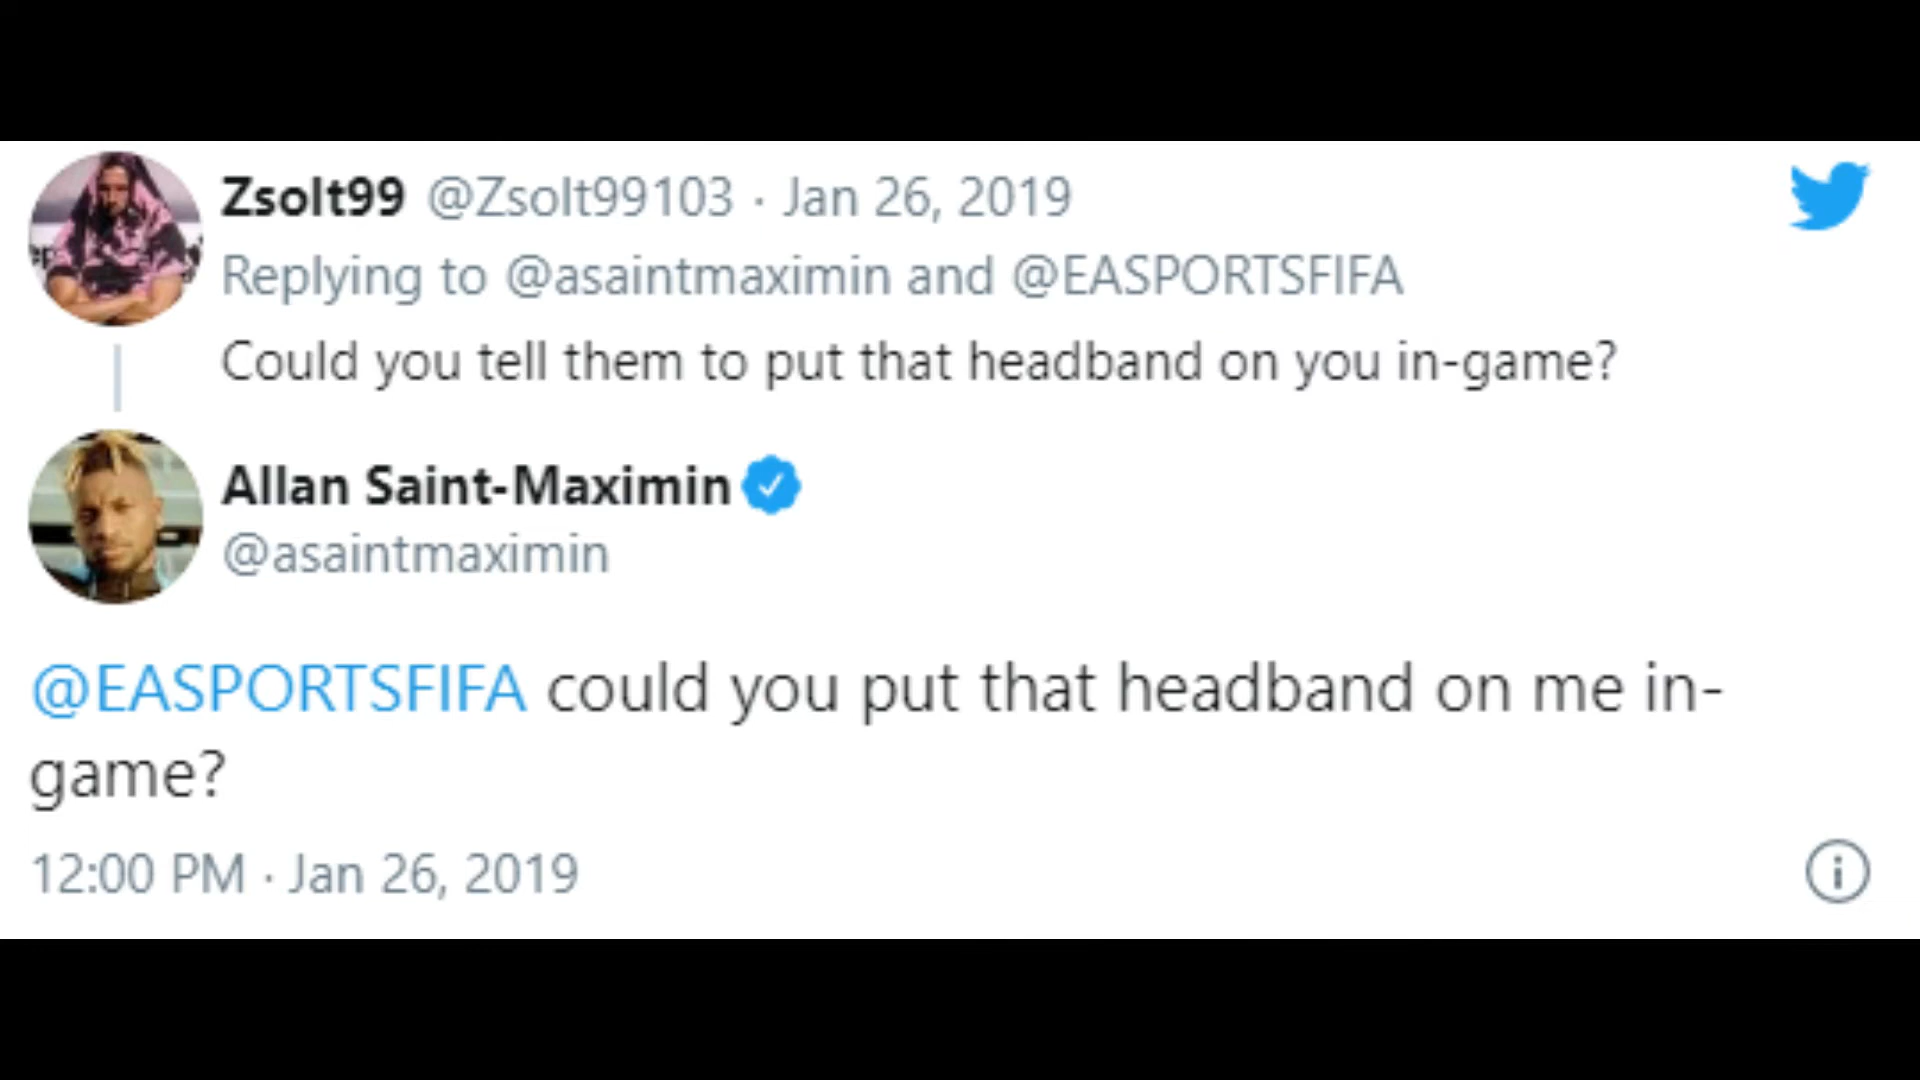 Zsolt99 @Zsolt99103 · Jan 26, 2019
Replying to @asaintmaximin and @EASPORTSFIFA
Could you tell them to put that headband on you in-game?
Allan Saint-Maximin
@asaintmaximin
@EASPORTSFIFA could you put that headband on me in-
game?
12:00 PM · Jan 26, 2019